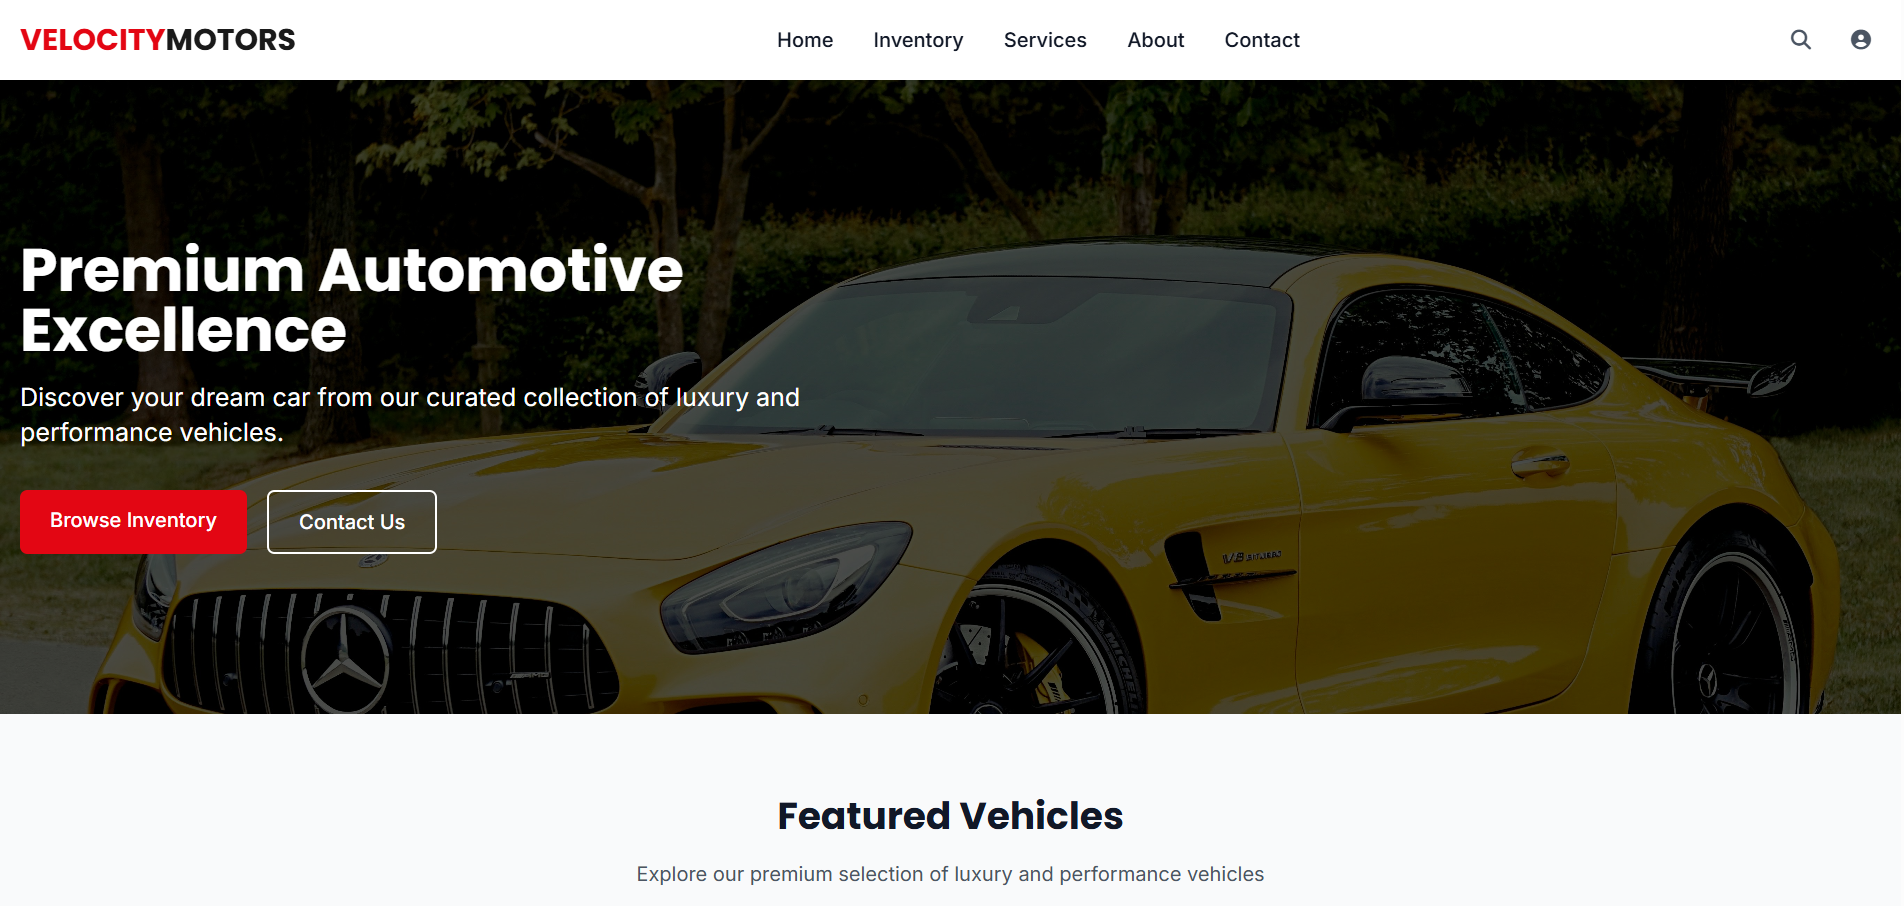 VELOCITYMOTORS
Home Inventory Services About Contact
Premium Automotive
Excellence
Discover your dream car from our curated collection of luxury and
performance vehicles.
Browse Inventory Contact Us
V8 BITURBO
AMG
MICHELIN
Featured Vehicles
Explore our premium selection of luxury and performance vehicles